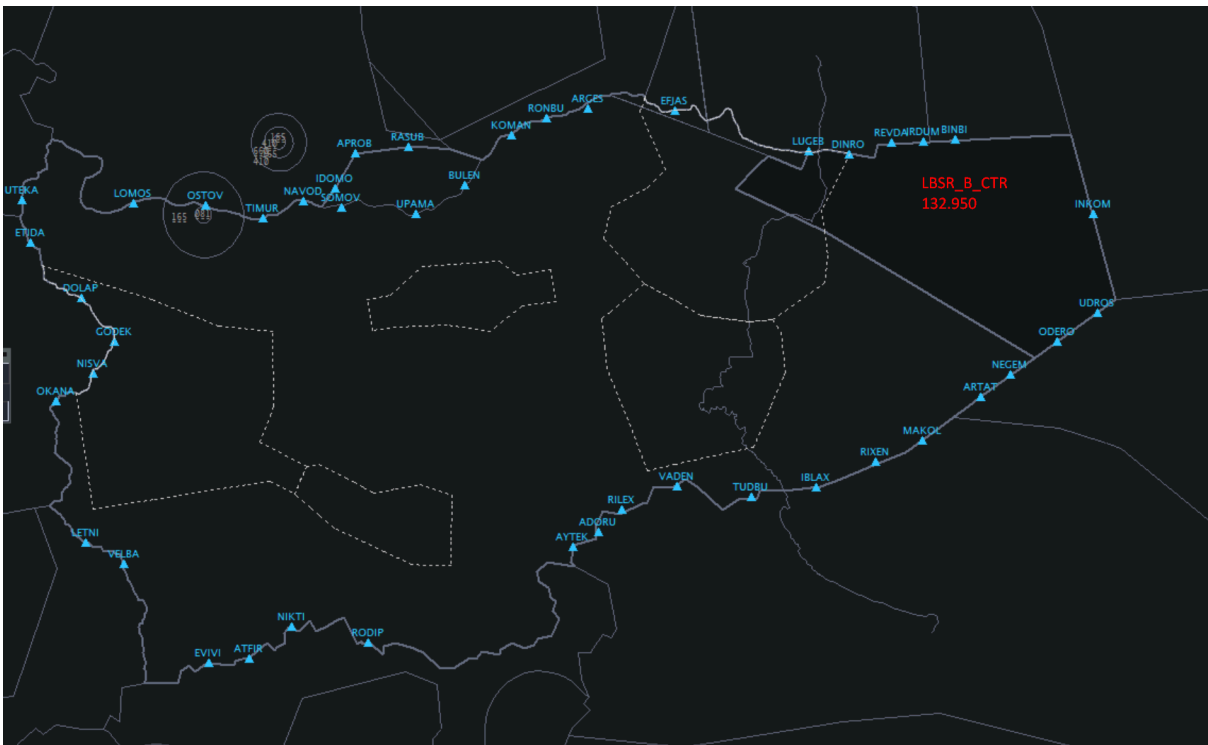 ARGES
EFJAS
RONBU
KOMAN
RASUB
APROB
LUGEB
DINRO
REVDA
IRDUM
BINBI
BULEN
IDOMO
NAVOD
SOMOV
UPAMA
UTEKA
LOMOS
OSTOV
TIMUR
165
LBSR_B_CTR
132.950
INKOM
ETIDA
DOLAP
GODEK
NISVA
OKANA
UDROS
ODERO
NEGEM
ARTAT
MAKOL
RIXEN
IBLAX
TUDBU
VADEN
RILEX
ADORU
AYTEK
LETNI
VELBA
NIKTI
RODIP
ATFIR
EVIVI